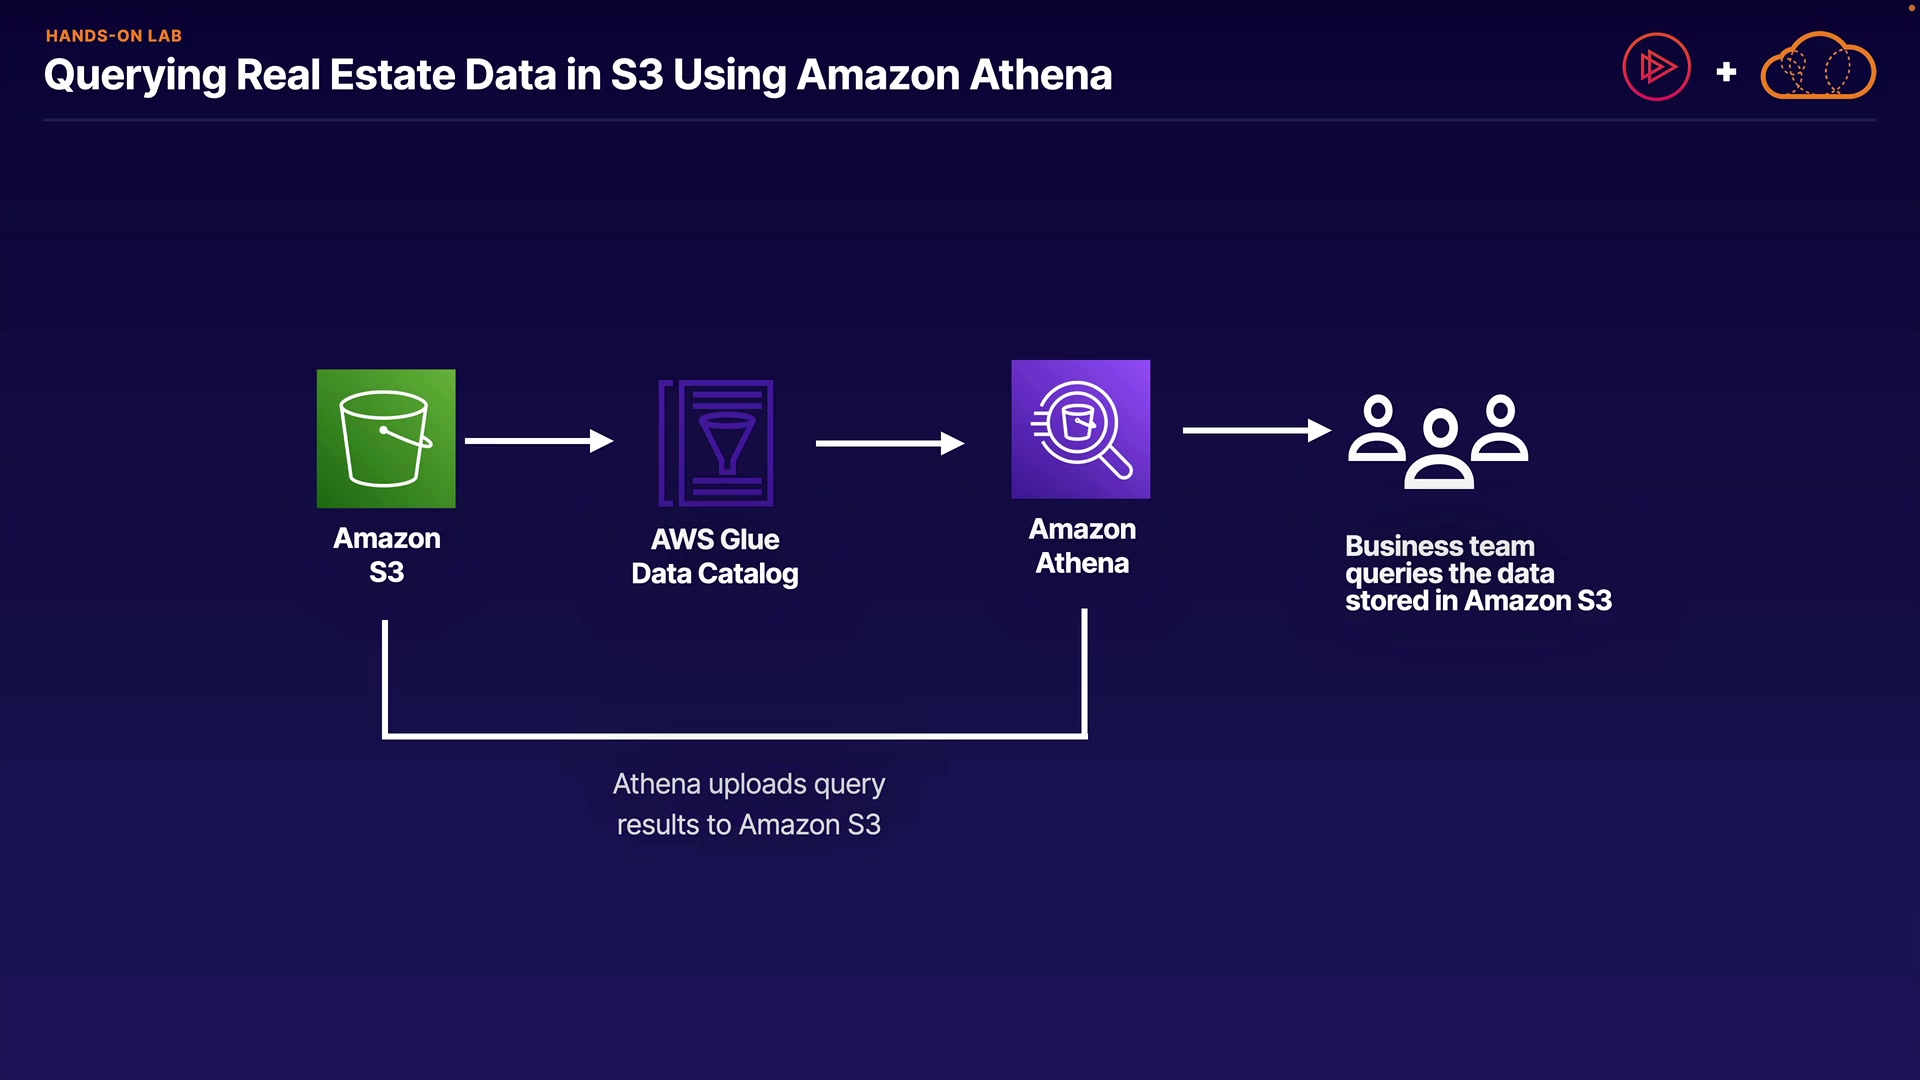 HANDS-ON LAB
Querying Real Estate Data in S3 Using Amazon Athena
Amazon
S3
AWS Glue
Data Catalog
Amazon
Athena
Business team
queries the data
stored in Amazon S3
Athena uploads query
results to Amazon S3